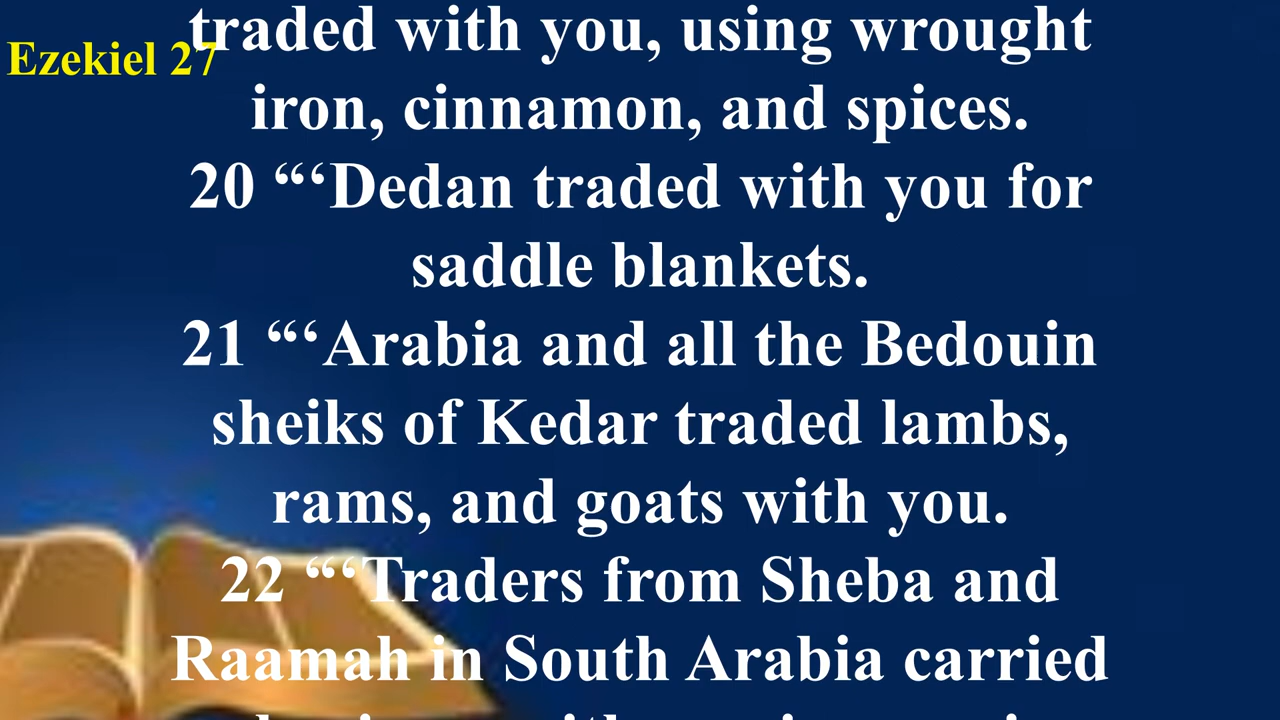 Ezekiel 27
traded with you, using wrought
iron, cinnamon, and spices.
20 “‘Dedan traded with you for
saddle blankets.
21 “‘Arabia and all the Bedouin
sheiks of Kedar traded lambs,
rams, and goats with you.
22 “‘Traders from Sheba and
Raamah in South Arabia carried